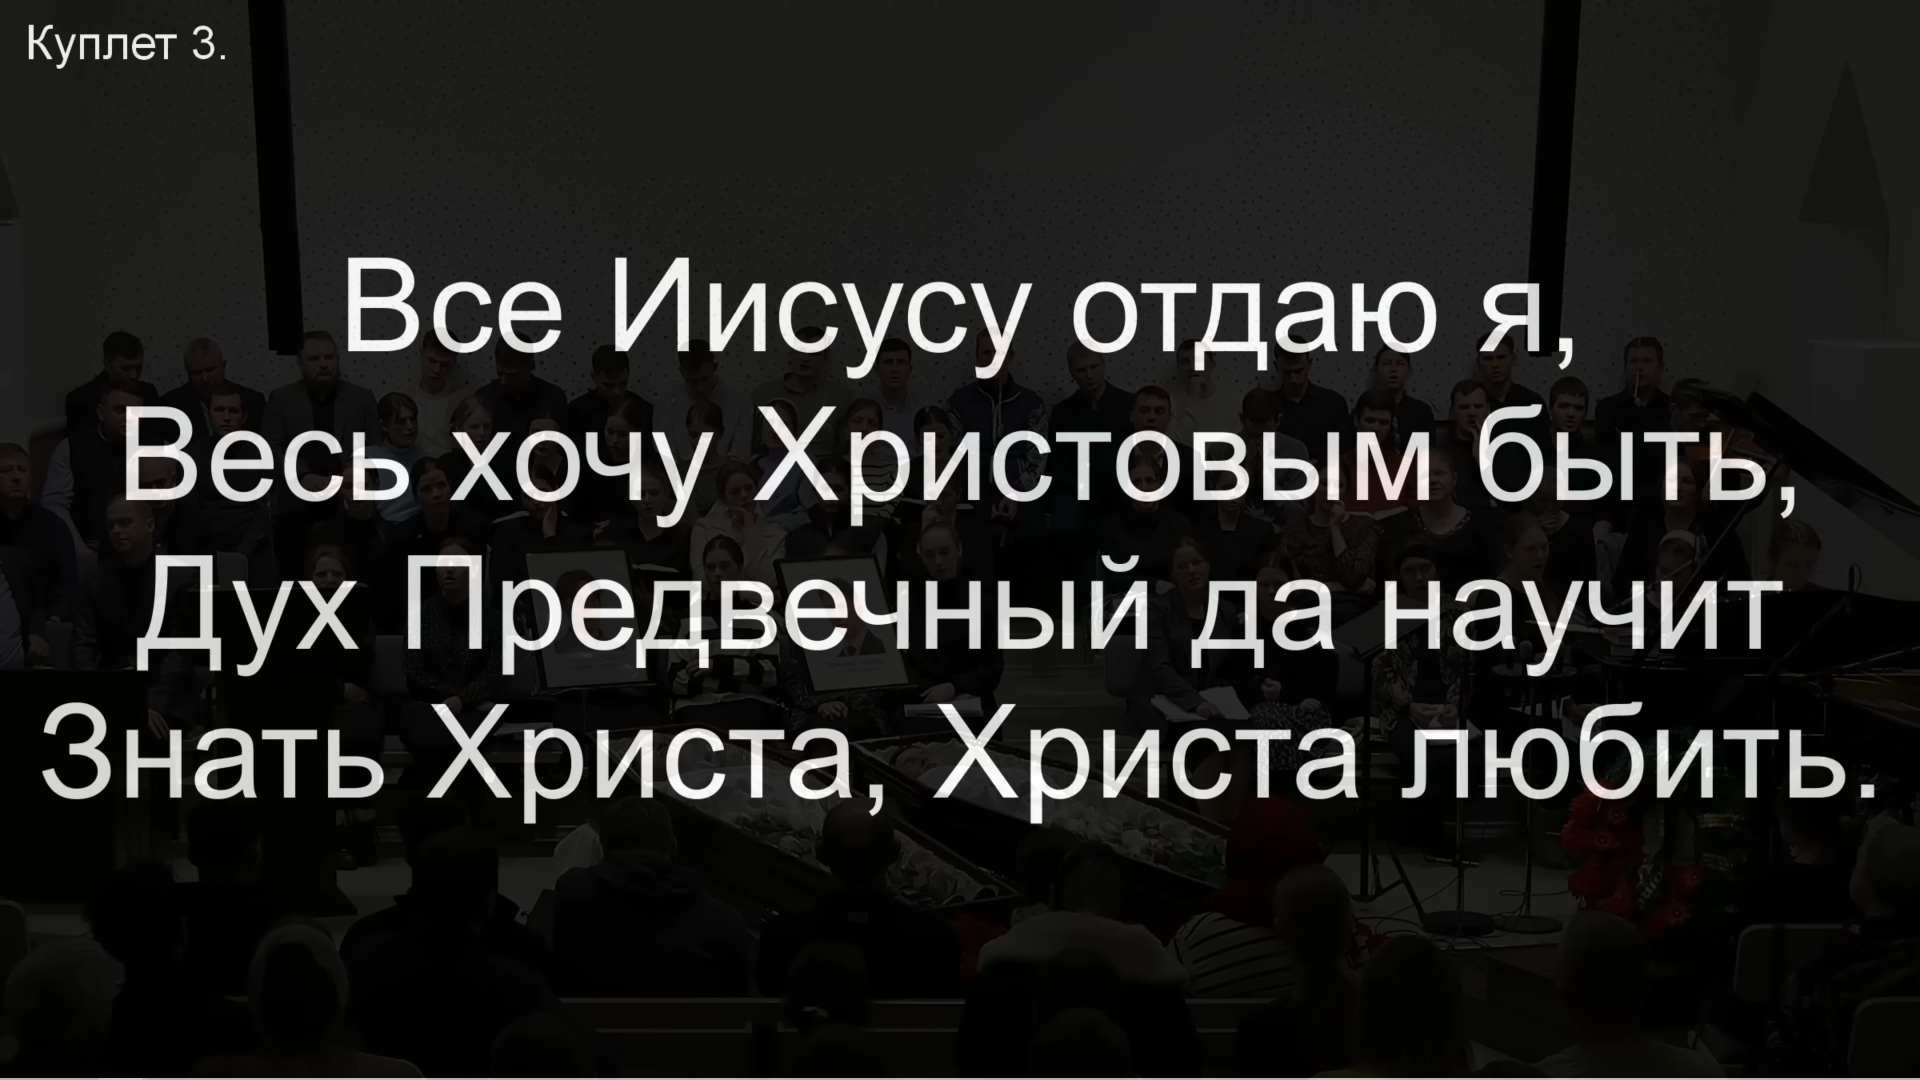 Куплет 3.
Все Иисусу отдаю я,
Весь хочу Христовым быть,
Дух Предвечный да научит
Знать Христа, Христа любить.